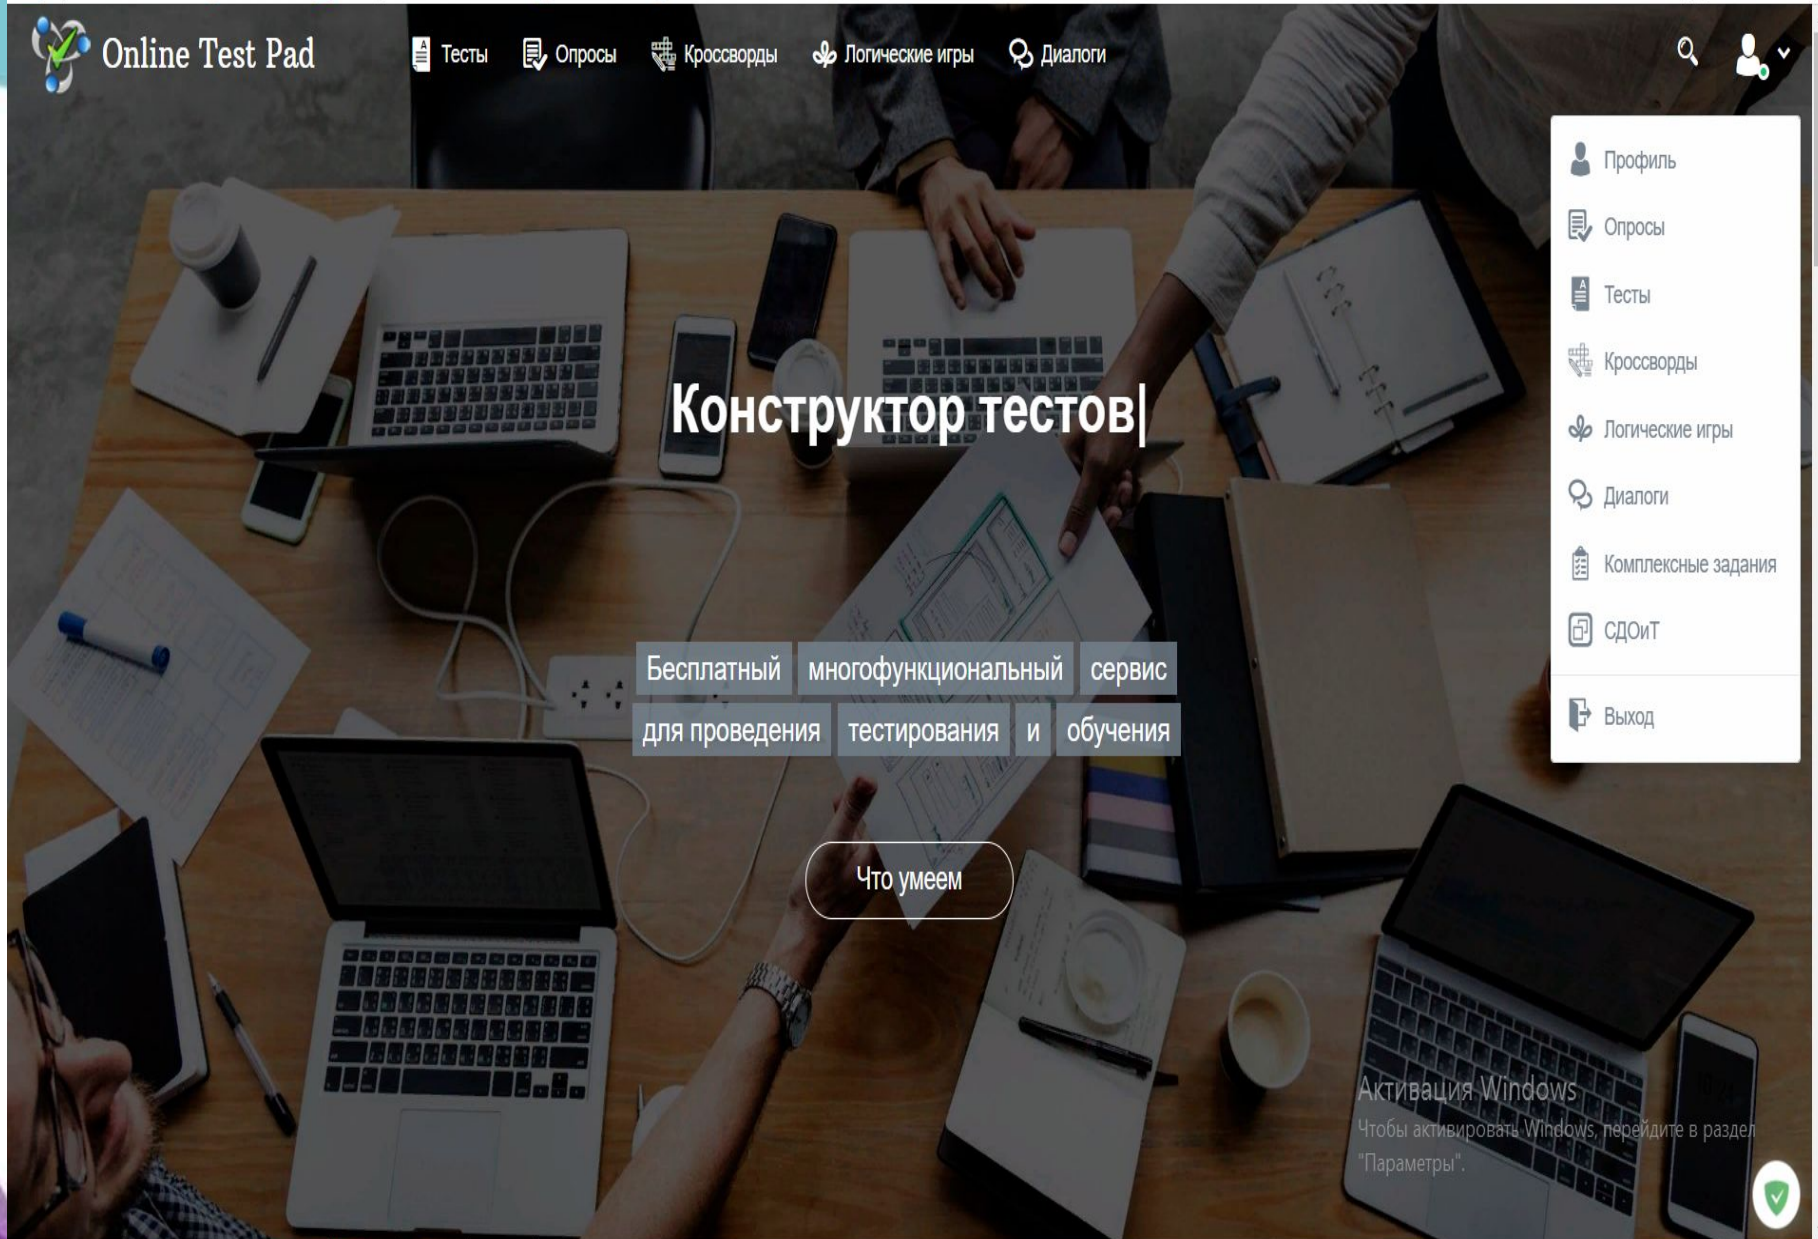 Online Test Pad
Тесты
Опросы
Кроссворды
Логические игры
Диалоги
Профиль
Опросы
Тесты
Кроссворды
Логические игры
Диалоги
Комплексные задания
СДОиТ
Выход
Конструктор тестов|
Бесплатный многофункциональный сервис
для проведения тестирования и обучения
Что умеем
Активация Windows
Чтобы активировать Windows, перейдите в раздел
"Параметры".